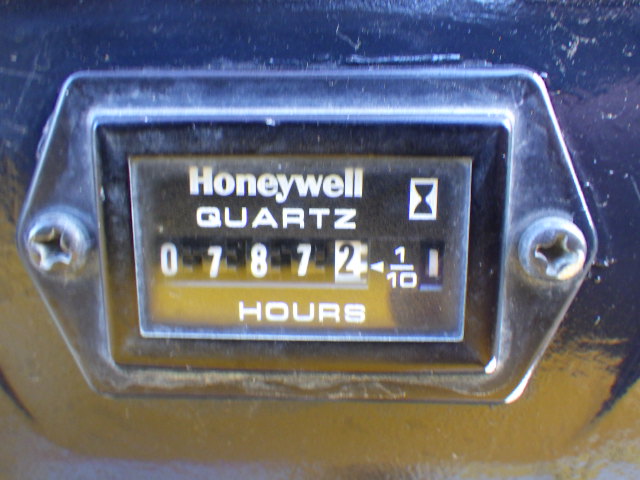 Honeywell
QUARTZ
0 7 8 7 2 ◄ 1/10
HOURS